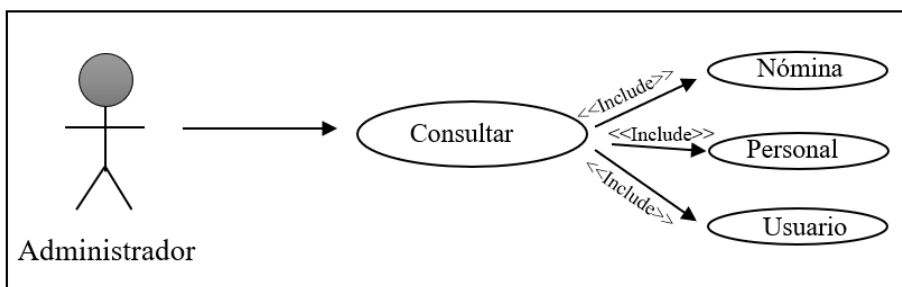 Nómina
<<Include>>
Consultar
<<Include>>
Personal
<<Include>>
Usuario
Administrador